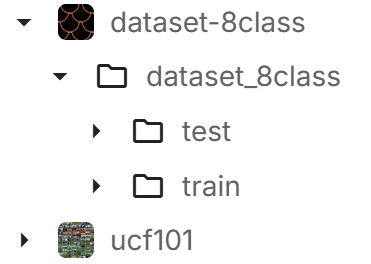 dataset-8class
dataset_8class
test
train
ucf101